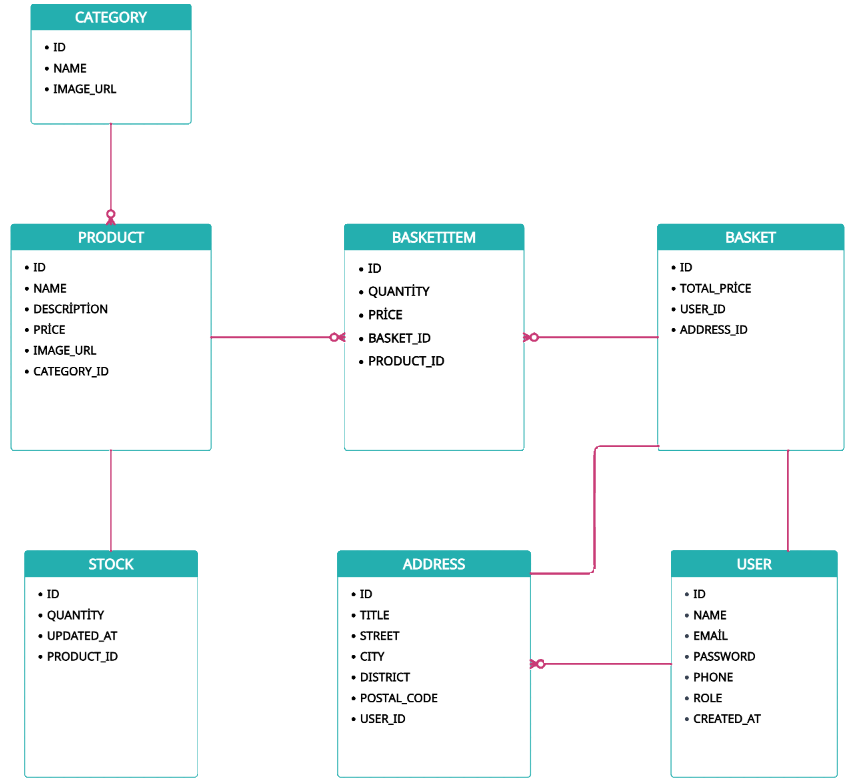 CATEGORY
• ID
• NAME
• IMAGE_URL
PRODUCT
• ID
• NAME
• DESCRİPTİON
• PRİCE
• IMAGE_URL
• CATEGORY_ID
BASKETITEM
• ID
• QUANTİTY
• PRİCE
• BASKET_ID
• PRODUCT_ID
BASKET
• ID
• TOTAL_PRİCE
• USER_ID
• ADDRESS_ID
STOCK
• ID
• QUANTİTY
• UPDATED_AT
• PRODUCT_ID
ADDRESS
• ID
• TITLE
• STREET
• CITY
• DISTRICT
• POSTAL_CODE
• USER_ID
USER
• ID
• NAME
• EMAİL
• PASSWORD
• PHONE
• ROLE
• CREATED_AT